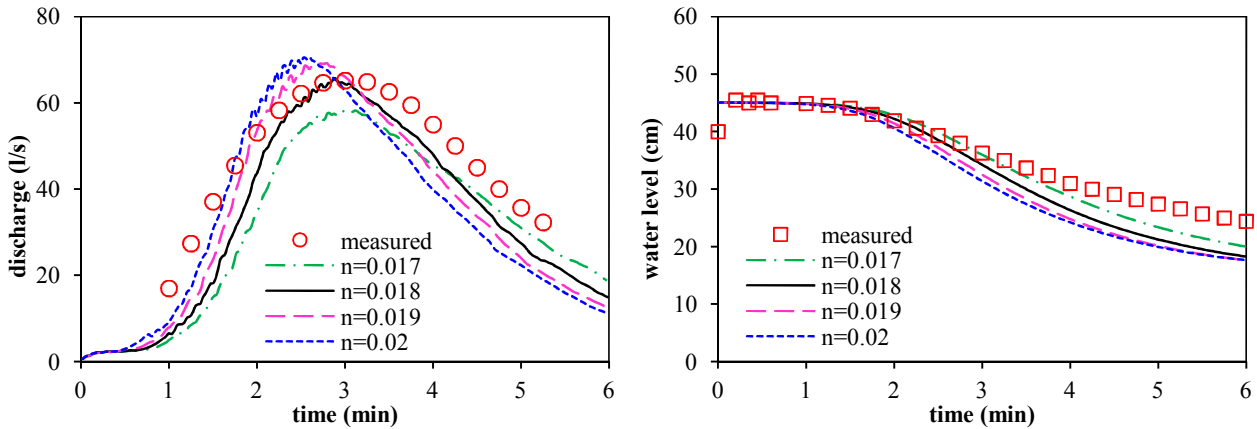 80
60
40
20
0
discharge (l/s)
measured
n=0.017
n=0.018
n=0.019
n=0.02
0 1 2 3 4 5 6
time (min)
60
50
40
30
20
10
0
water level (cm)
measured
n=0.017
n=0.018
n=0.019
n=0.02
0 1 2 3 4 5 6
time (min)